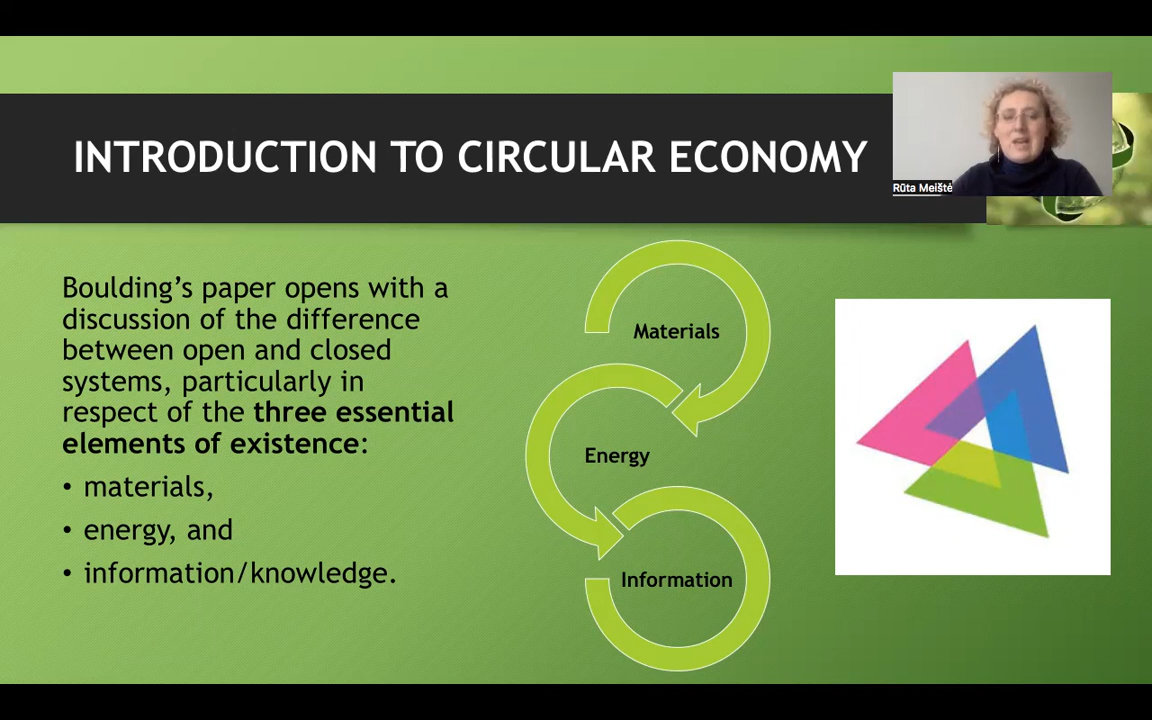 INTRODUCTION TO CIRCULAR ECONOMY
Rūta Meištė
Boulding’s paper opens with a
discussion of the difference
between open and closed
systems, particularly in
respect of the three essential
elements of existence:
• materials,
• energy, and
• information/knowledge.
Materials
Energy
Information